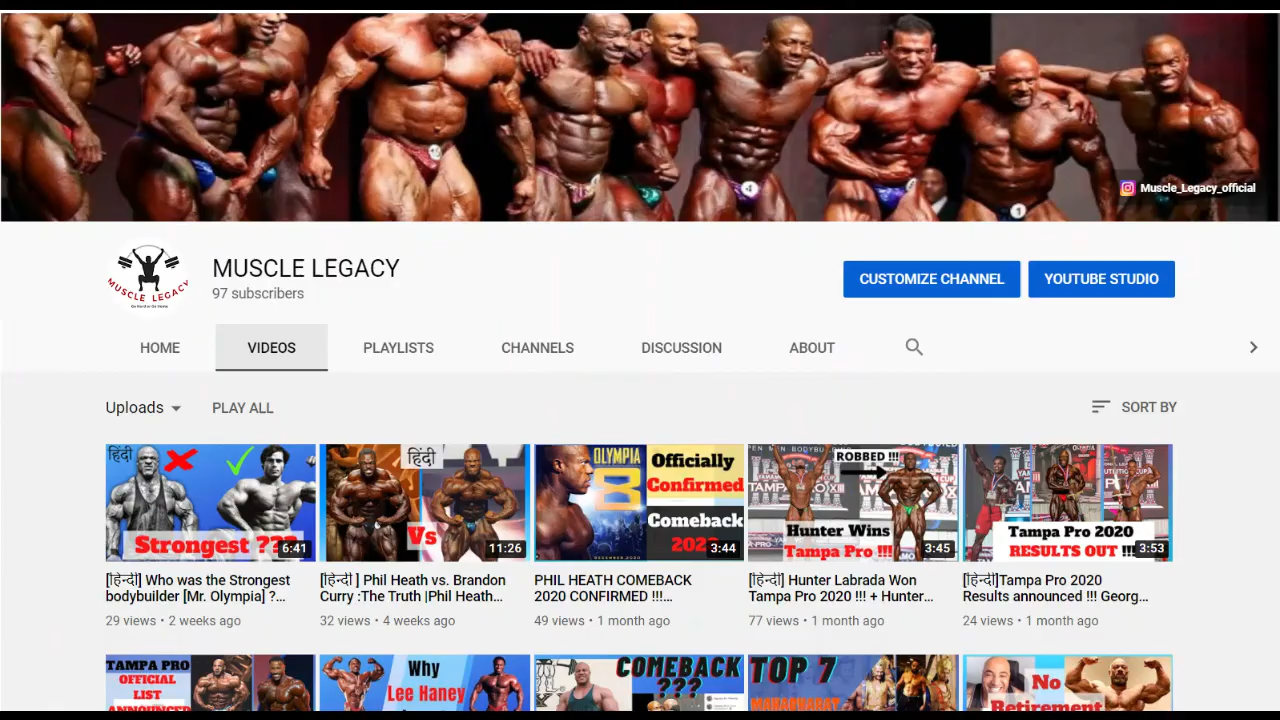 Muscle_Legacy_official
MUSCLE LEGACY
MUSCLE LEGACY
97 subscribers
CUSTOMIZE CHANNEL
YOUTUBE STUDIO
HOME
VIDEOS
PLAYLISTS
CHANNELS
DISCUSSION
ABOUT
Uploads
PLAY ALL
SORT BY
हिंदी
Strongest ???
6:41
[हिन्दी] Who was the Strongest
bodybuilder [Mr. Olympia] ?...
29 views • 2 weeks ago
हिंदी
Vs
11:26
[हिन्दी ] Phil Heath vs. Brandon
Curry :The Truth |Phil Heath...
32 views • 4 weeks ago
OLYMPIA
Officially
Confirmed
Comeback
3:44
PHIL HEATH COMEBACK
2020 CONFIRMED !!!...
49 views • 1 month ago
ROBBED !!!
Hunter Wins
Tampa Pro !!!
3:45
[हिन्दी] Hunter Labrada Won
Tampa Pro 2020 !!! + Hunter...
77 views • 1 month ago
Tampa Pro 2020
RESULTS OUT !!!
3:53
[हिन्दी]Tampa Pro 2020
Results announced !!! Georg...
24 views • 1 month ago
TAMPA PRO
OFFICIAL
LIST
ANNOUNCED
Why
Lee Haney
COMEBACK
???
TOP 7
No
Retirement